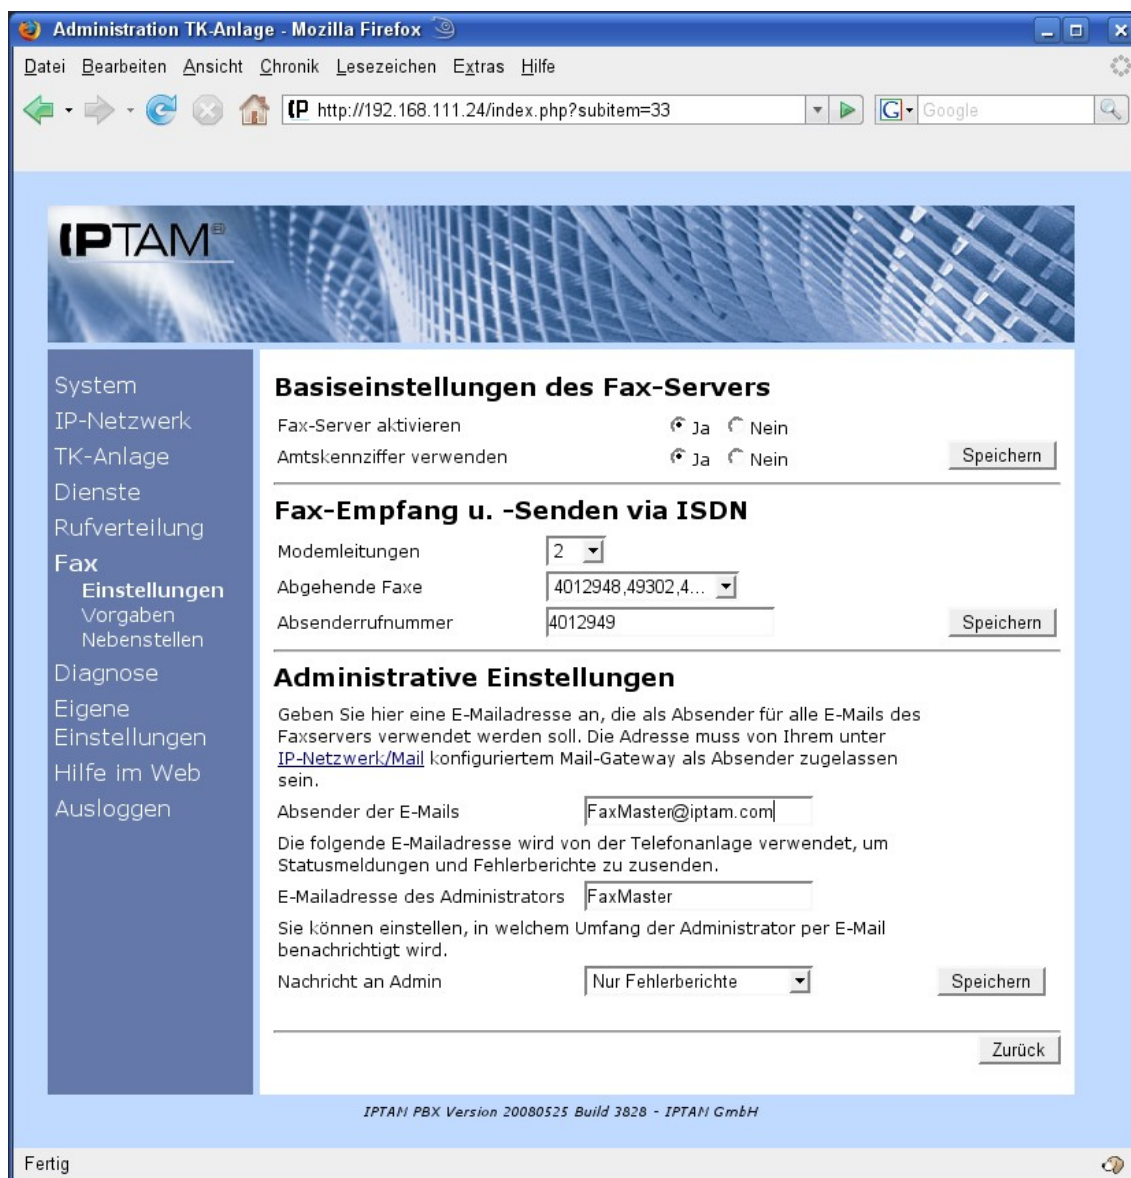 Administration TK-Anlage - Mozilla Firefox
Datei Bearbeiten Ansicht Chronik Lesezeichen Extras Hilfe
http://192.168.111.24/index.php?subitem=33
G Google
IPTAM®
System
IP-Netzwerk
TK-Anlage
Dienste
Rufverteilung
Fax
Einstellungen
Vorgaben
Nebenstellen
Diagnose
Eigene
Einstellungen
Hilfe im Web
Ausloggen
Basiseinstellungen des Fax-Servers
Fax-Server aktivieren Ja Nein
Amtskennziffer verwenden Ja Nein Speichern
Fax-Empfang u. -Senden via ISDN
Modemleitungen 2
Abgehende Faxe 4012948,49302,4...
Absenderrufnummer 4012949 Speichern
Administrative Einstellungen
Geben Sie hier eine E-Mailadresse an, die als Absender für alle E-Mails des
Faxservers verwendet werden soll. Die Adresse muss von Ihrem unter
IP-Netzwerk/Mail konfiguriertem Mail-Gateway als Absender zugelassen
sein.
Absender der E-Mails FaxMaster@iptam.com
Die folgende E-Mailadresse wird von der Telefonanlage verwendet, um
Statusmeldungen und Fehlerberichte zu zusenden.
E-Mailadresse des Administrators FaxMaster
Sie können einstellen, in welchem Umfang der Administrator per E-Mail
benachrichtigt wird.
Nachricht an Admin Nur Fehlerberichte Speichern
Zurück
IPTAM PBX Version 20080525 Build 3828 - IPTAM GmbH
Fertig